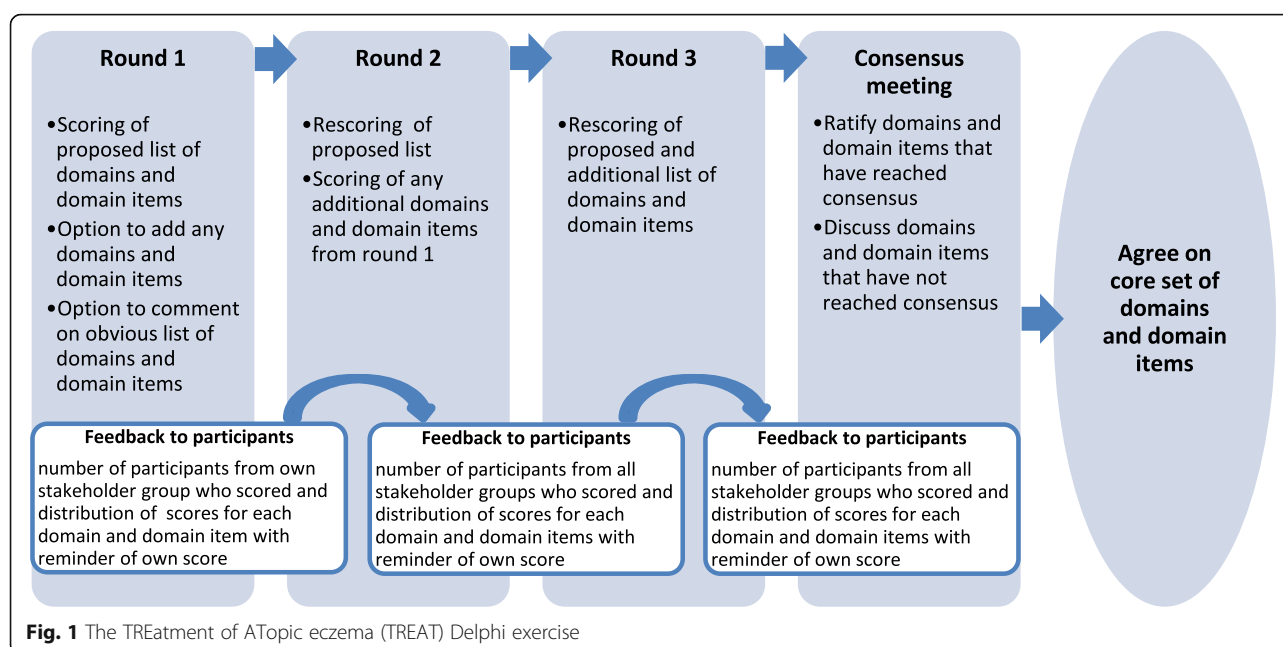 Round 1
•Scoring of
proposed list of
domains and
domain items
•Option to add any
domains and
domain items
•Option to comment
on obvious list of
domains and
domain items
Round 2
•Rescoring of
proposed list
•Scoring of any
additional domains
and domain items
from round 1
Round 3
•Rescoring of
proposed and
additional list of
domains and
domain items
Consensus
meeting
•Ratify domains and
domain items that
have reached
consensus
•Discuss domains
and domain items
that have not
reached consensus
Agree on
core set of
domains
and domain
items
Feedback to participants
number of participants from own
stakeholder group who scored and
distribution of scores for each
domain and domain item with
reminder of own score
Feedback to participants
number of participants from all
stakeholder groups who scored and
distribution of scores for each
domain and domain items with
reminder of own score
Feedback to participants
number of participants from all
stakeholder groups who scored and
distribution of scores for each
domain and domain items with
reminder of own score
Fig. 1 The TREatment of ATopic eczema (TREAT) Delphi exercise